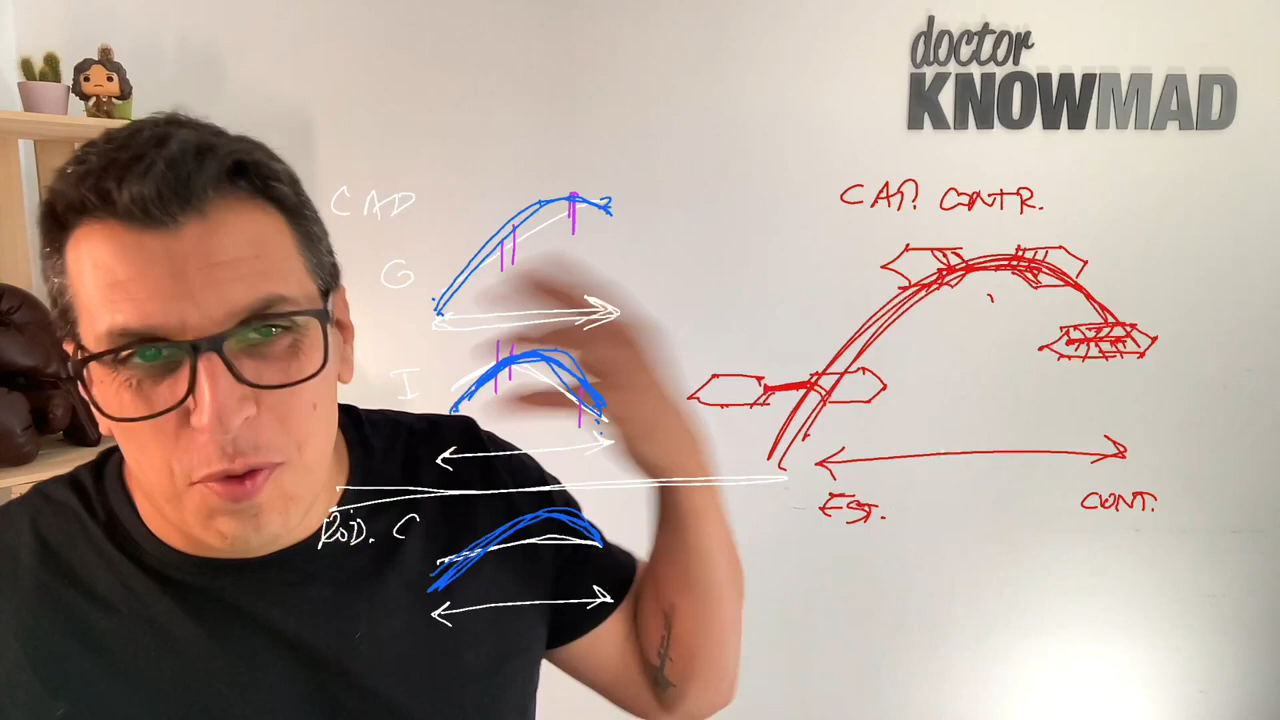 doctor
KNOWMAD
CAD
G
I
ROD. C
CAP. CONTR.
EST.
CONT.